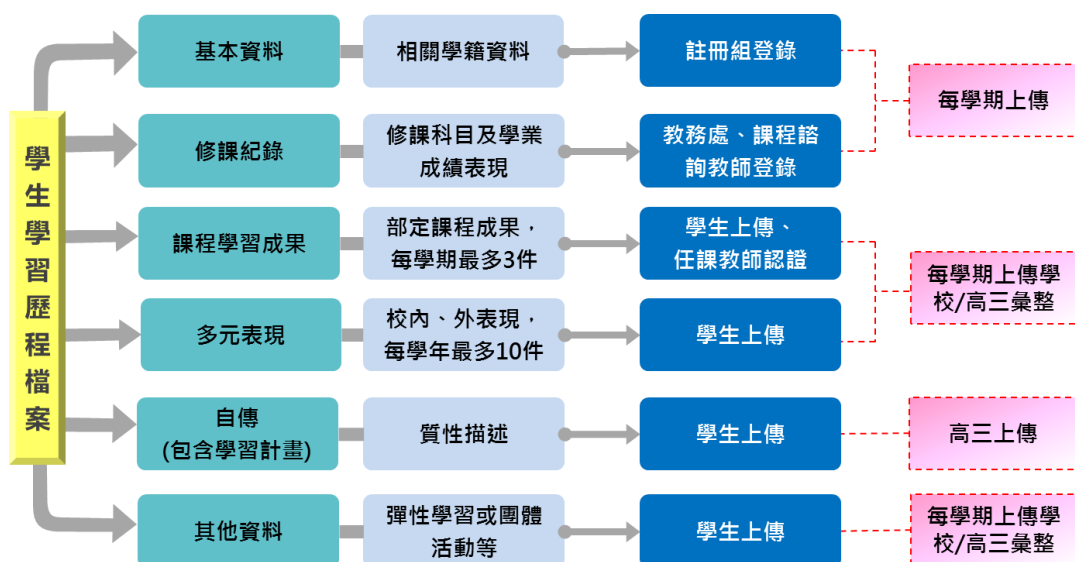 學生學習歷程檔案
基本資料
相關學籍資料
註冊組登錄
每學期上傳
修課紀錄
修課科目及學業
成績表現
教務處、課程諮
詢教師登錄
課程學習成果
部定課程成果，
每學期最多3件
學生上傳、
任課教師認證
每學期上傳學
校/高三彙整
多元表現
校內、外表現，
每學年最多10件
學生上傳
自傳
(包含學習計畫)
質性描述
學生上傳
高三上傳
其他資料
彈性學習或團體
活動等
學生上傳
每學期上傳學
校/高三彙整